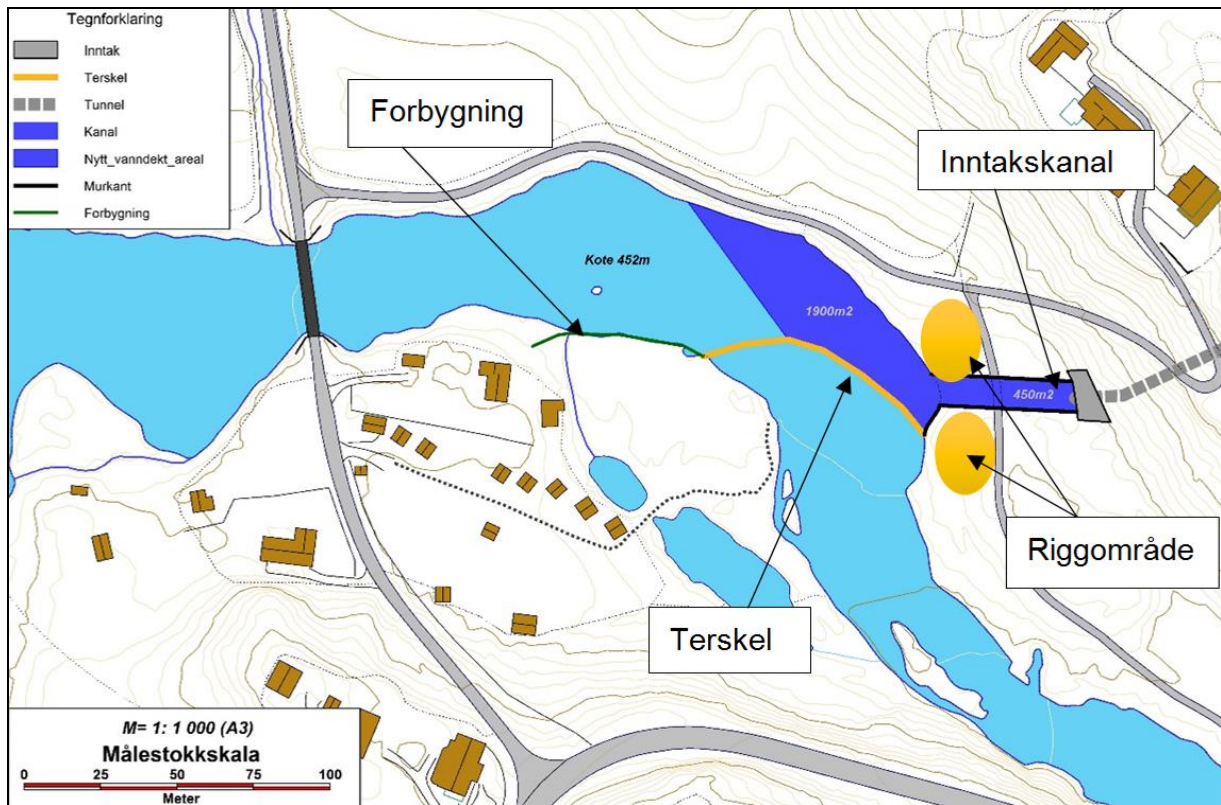 Tegnforklaring
Inntak
Terskel
Tunnel
Kanal
Nytt_vanndekt_areal
Murkant
Forbygning
Forbygning
Inntakskanal
Kote 452m
1900m2
450m2
Riggområde
Terskel
M= 1: 1 000 (A3)
Målestokkskala
0 25 50 75 100
Meter